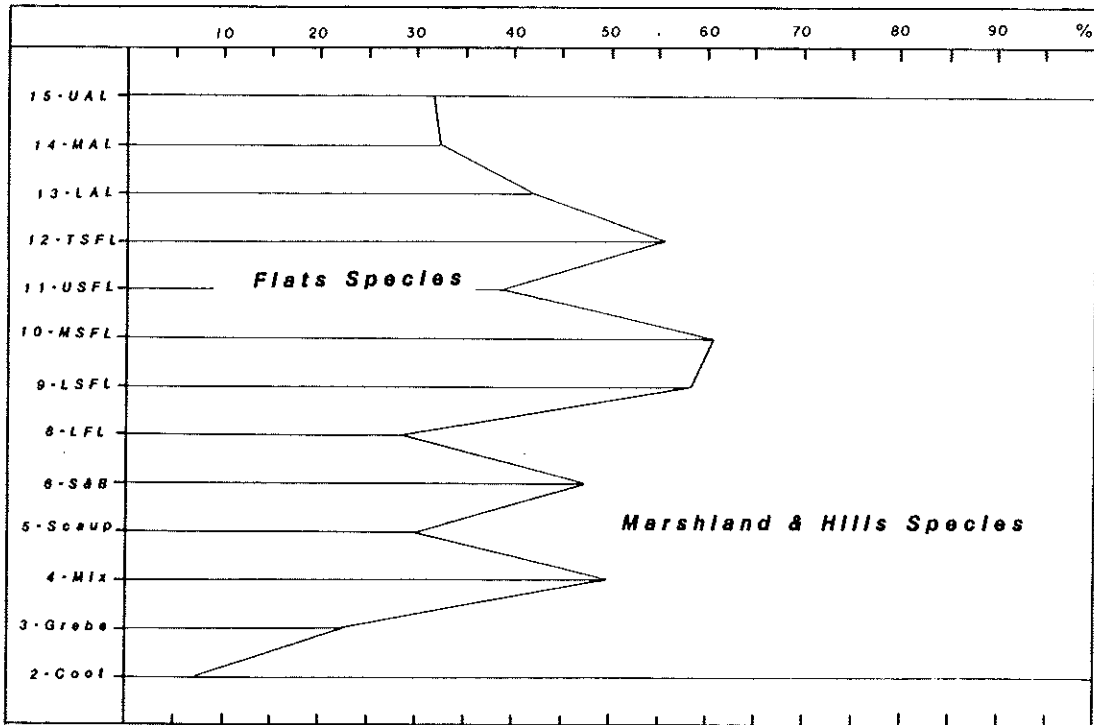 10 20 30 40 50 60 70 80 90 %
15-UAL
14-MAL
13-LAL
12-TSFL
Flats Species
11-USFL
10-MSFL
9-LSFL
8-LFL
6-S&B
Marshland & Hills Species
5-Scaup
4-Mix
3-Grebe
2-Coot